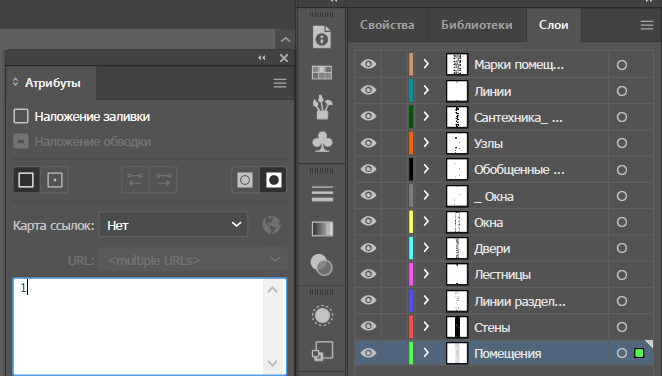 Атрибуты
Наложение заливки
Наложение обводки
Карта ссылок: Нет
URL: <multiple URLs>
1
Свойства Библиотеки Слои
Марки помещ...
Линии
Сантехника_ ...
Узлы
Обобщенные ...
_ Окна
Окна
Двери
Лестницы
Линии раздел...
Стены
Помещения